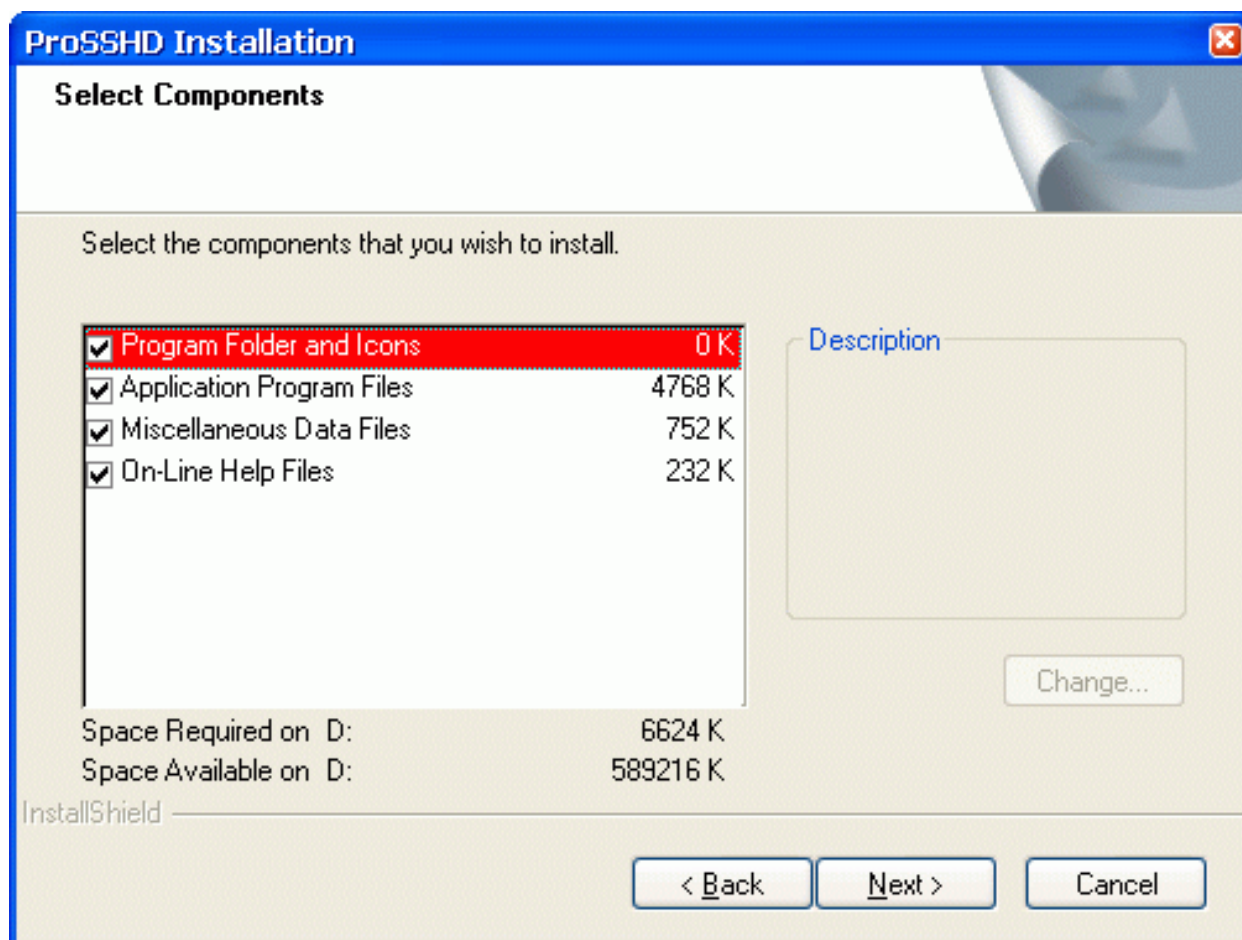 ProSSHD Installation
Select Components
Select the components that you wish to install.
Program Folder and Icons 0 K
Application Program Files 4768 K
Miscellaneous Data Files 752 K
On-Line Help Files 232 K
Description
Change...
Space Required on D: 6624 K
Space Available on D: 589216 K
InstallShield
< Back Next > Cancel